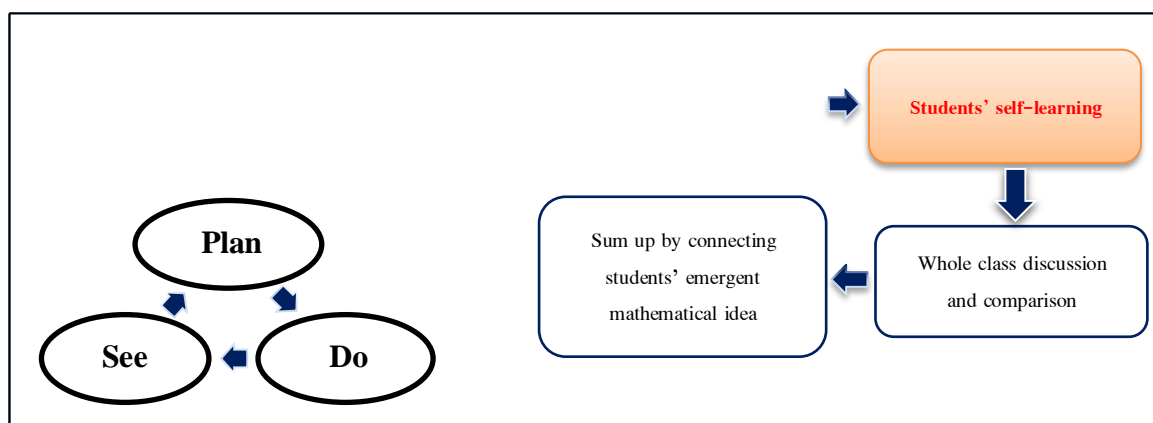 Students’ self-learning
Plan
See
Do
Sum up by connecting
students’ emergent
mathematical idea
Whole class discussion
and comparison